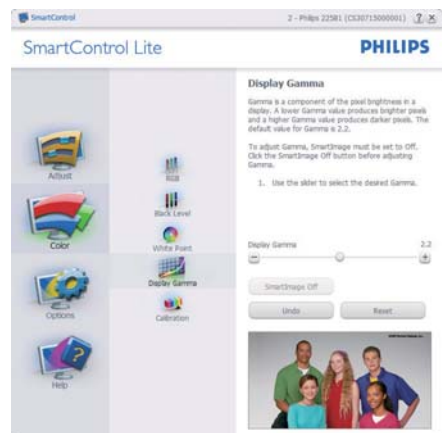 SmartControl
2 - Philips 225B1 (CS30715000001)
SmartControl Lite
PHILIPS
Adjust
Color
Options
Help
RGB
Black Level
White Point
Display Gamma
Calibration
Display Gamma
Gamma is a component of the pixel brightness in a
display. A lower Gamma value produces brighter pixels
and a higher Gamma value produces darker pixels. The
default value for Gamma is 2.2.
To adjust Gamma, SmartImage must be set to Off.
Click the SmartImage Off button before adjusting
Gamma.
1. Use the slider to select the desired Gamma.
Display Gamma 2.2
SmartImage Off
Undo Reset